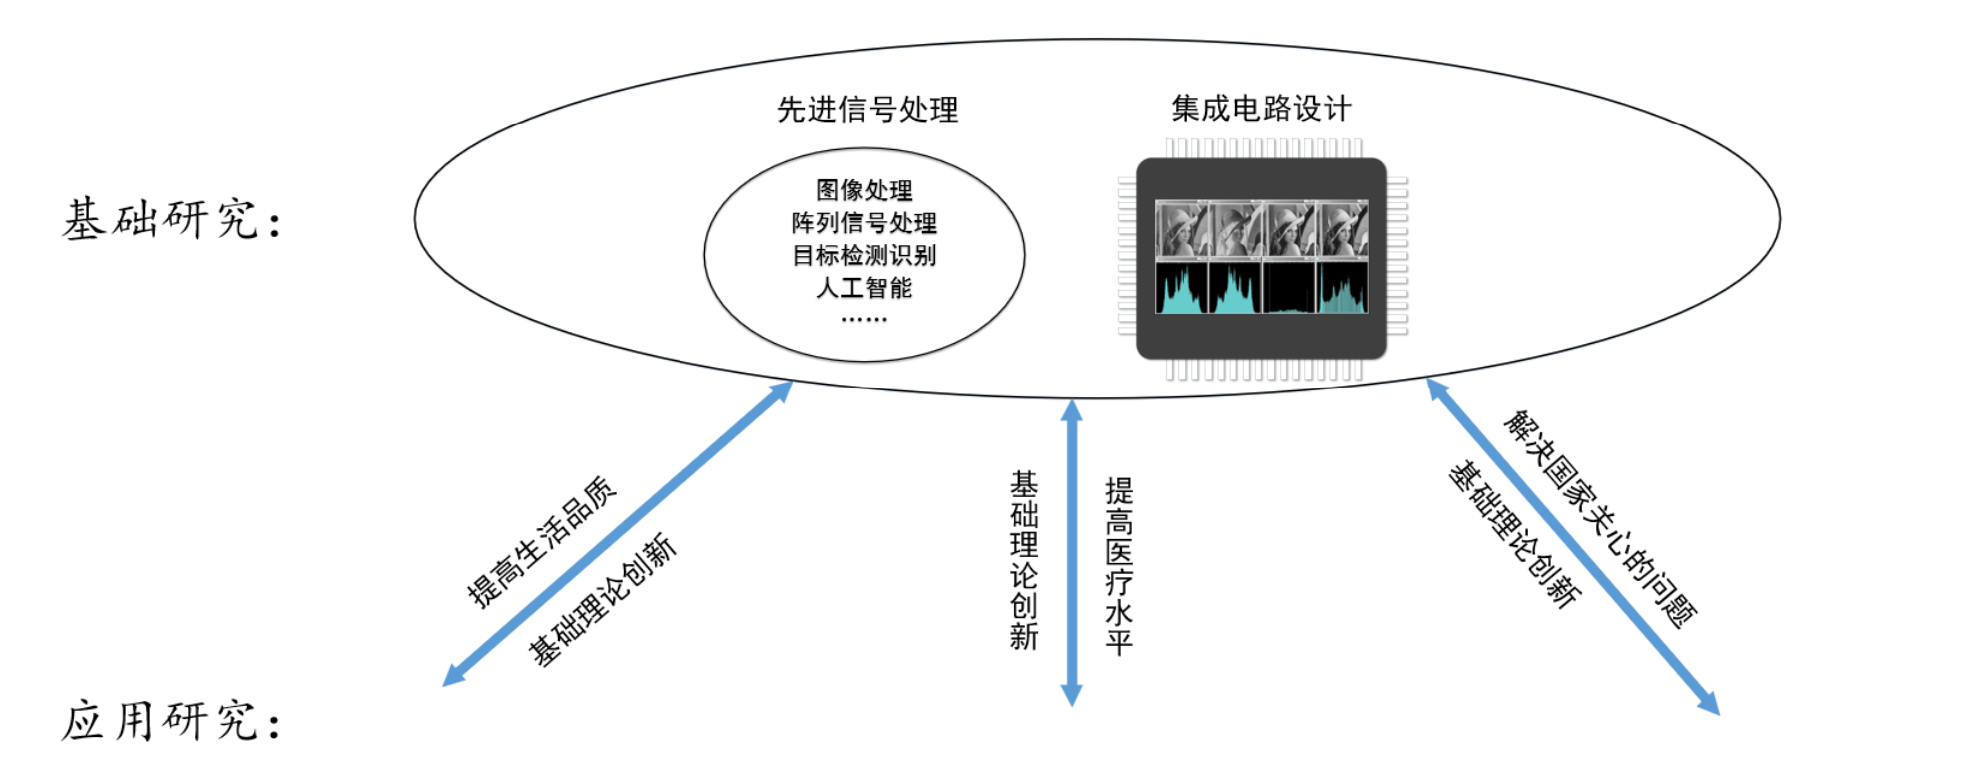 先进信号处理
集成电路设计
图像处理
阵列信号处理
目标检测识别
人工智能
……
基础研究：
提高生活品质
基础理论创新
基础理论创新
提高医疗水平
解决国家关心的问题
基础理论创新
应用研究：